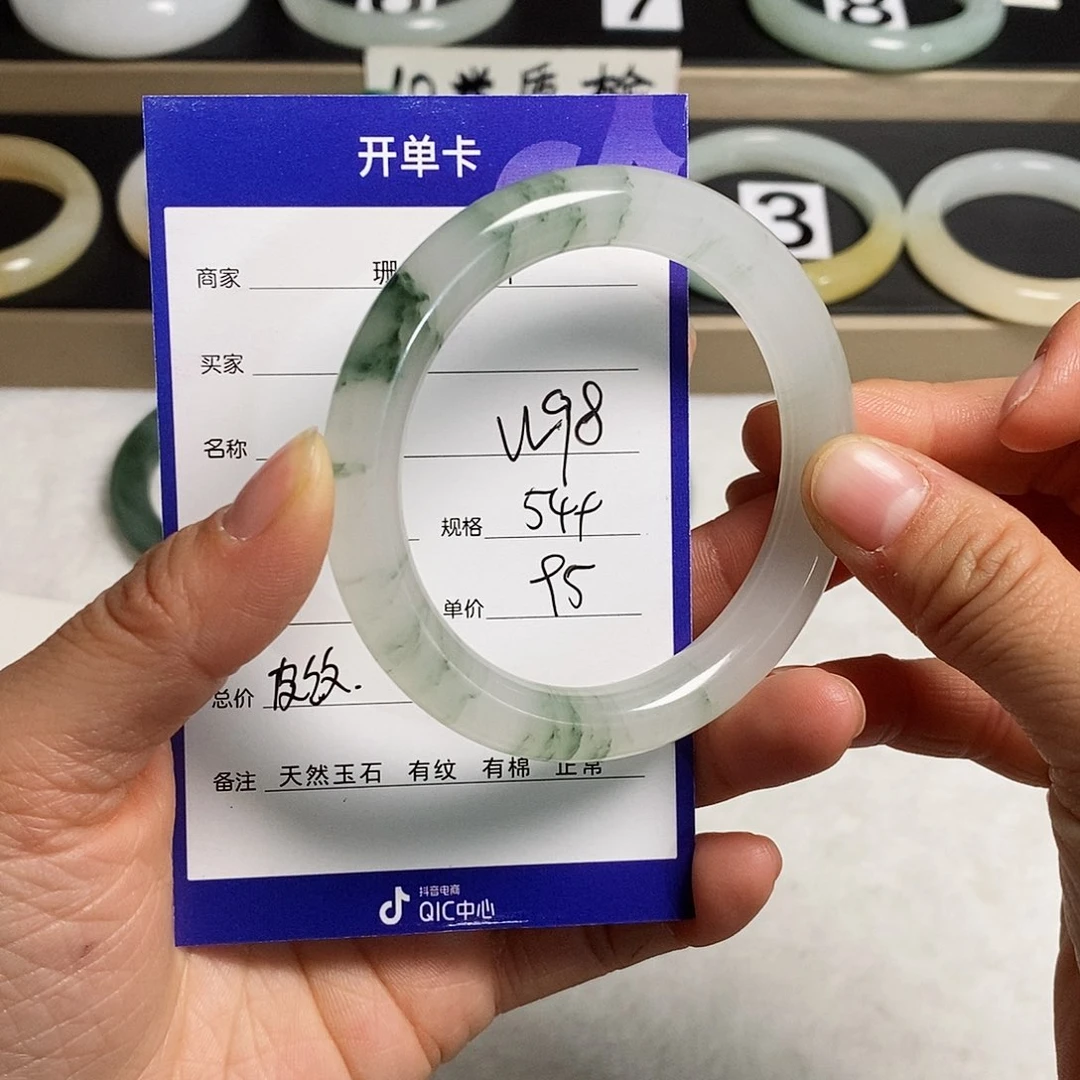 8
7
3
开单卡
商家 珊
买家
名称 W98
规格 544
单价 95
总价 皮纹.
备注 天然玉石 有纹 有棉 正常
抖音电商
QIC中心